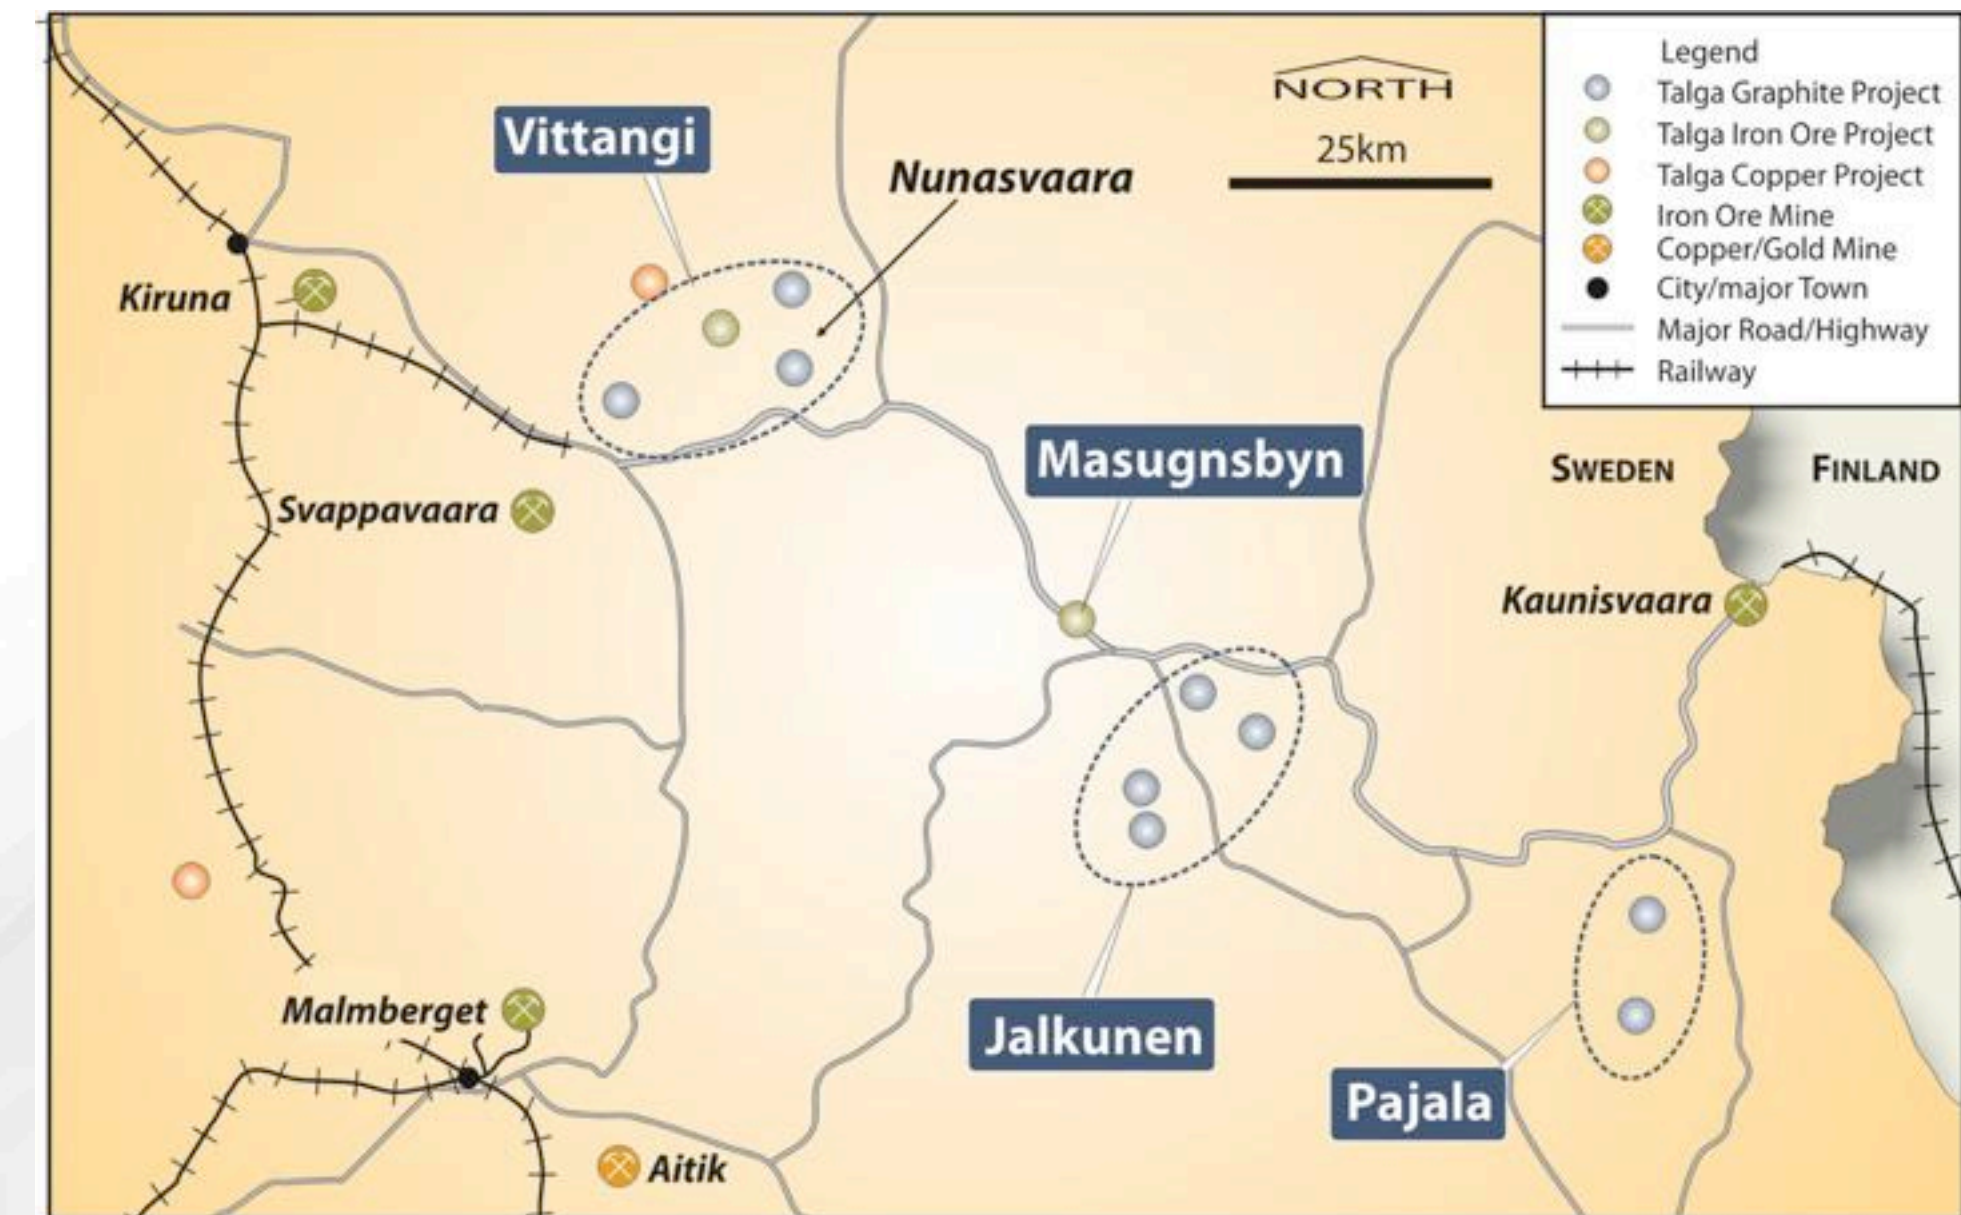 Legend
Talga Graphite Project
Talga Iron Ore Project
Talga Copper Project
Iron Ore Mine
Copper/Gold Mine
City/major Town
Major Road/Highway
Railway
NORTH
25km
Vittangi
Nunasvaara
Kiruna
Masugnsbyn
SWEDEN
FINLAND
Svappavaara
Kaunisvaara
Malmberget
Jalkunen
Pajala
Aitik